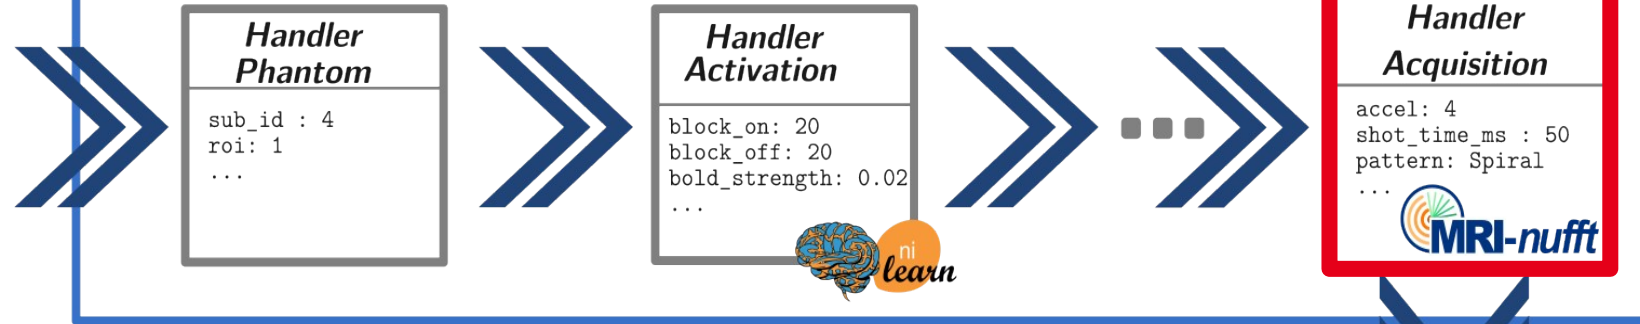 Handler
Phantom
sub_id : 4
roi: 1
...
Handler
Activation
block_on: 20
block_off: 20
bold_strength: 0.02
...
ni
learn
Handler
Acquisition
accel: 4
shot_time_ms : 50
pattern: Spiral
...
MRI-nufft